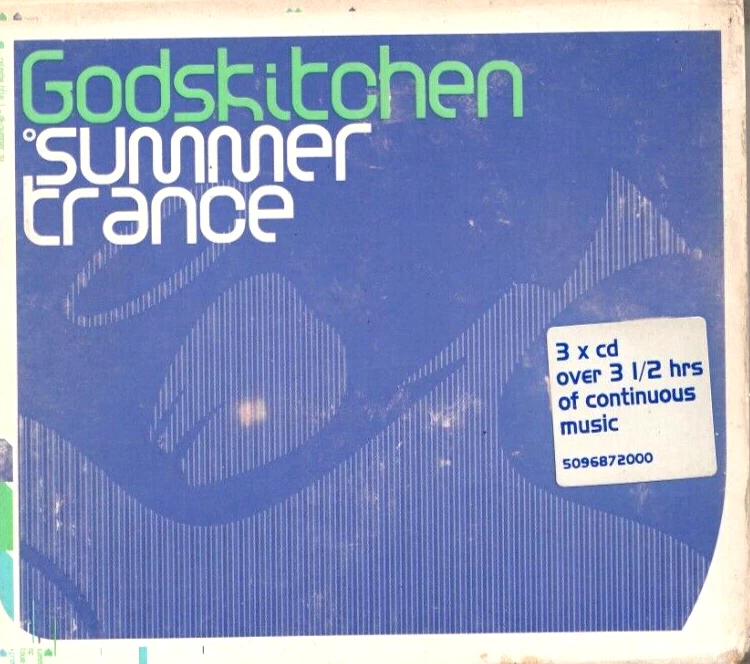 Godskitchen
°summer
trance
3 x cd
over 3 1/2 hrs
of continuous
music
5096872000